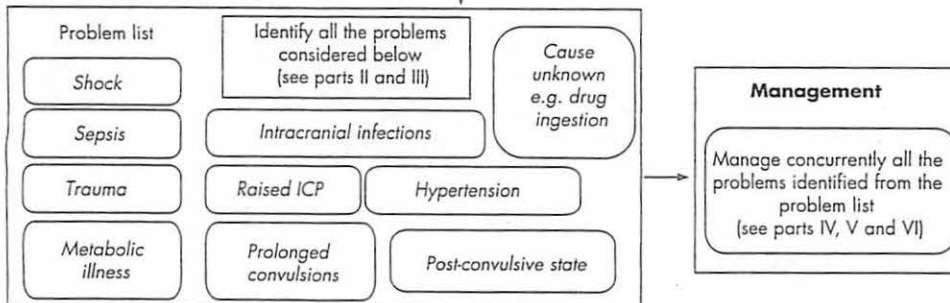 Problem list
Identify all the problems
considered below
(see parts II and III)
Cause
unknown
e.g. drug
ingestion
Shock
Sepsis
Intracranial infections
Trauma
Raised ICP
Hypertension
Metabolic
illness
Prolonged
convulsions
Post-convulsive state
Management
Manage concurrently all the
problems identified from the
problem list
(see parts IV, V and VI)